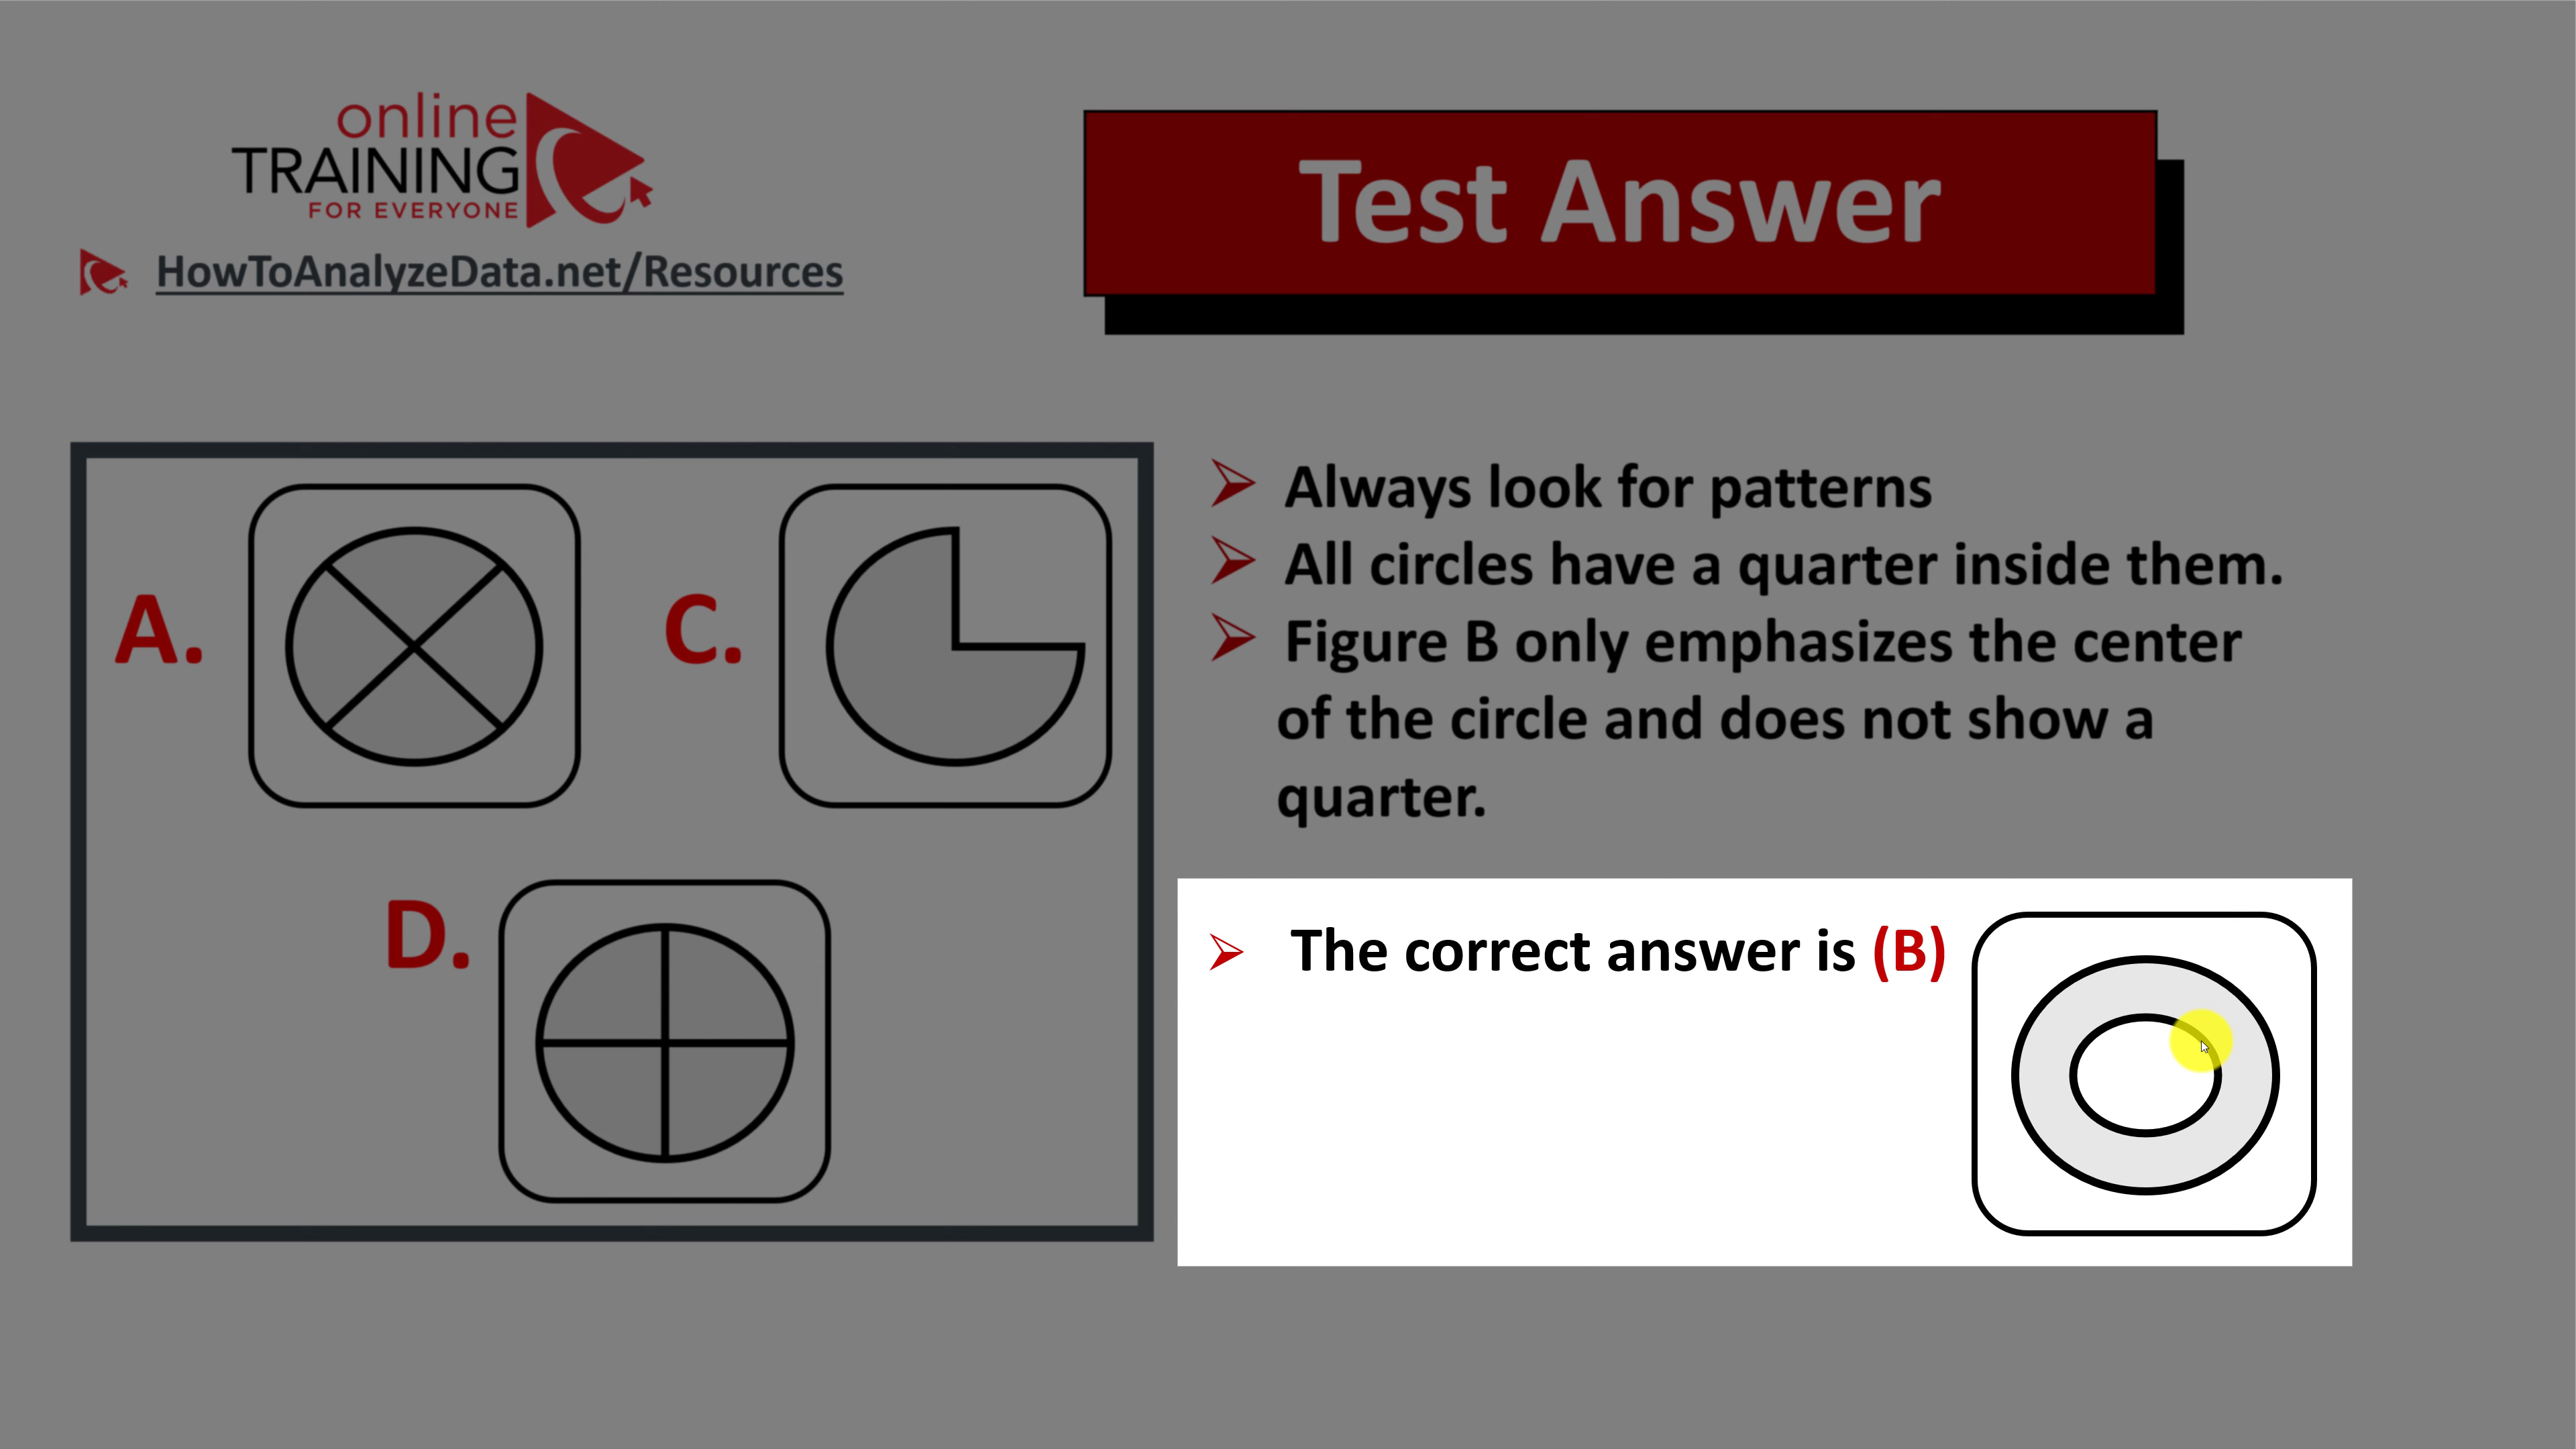 online
TRAINING
FOR EVERYONE
HowToAnalyzeData.net/Resources
Test Answer
A.
C.
D.
Always look for patterns
All circles have a quarter inside them.
Figure B only emphasizes the center
of the circle and does not show a
quarter.
The correct answer is (B)